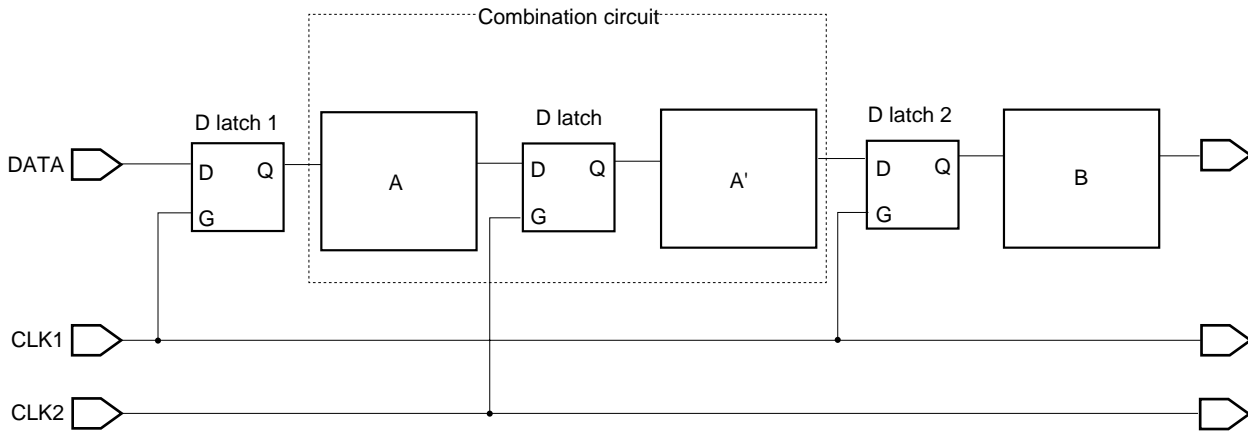 Combination circuit
D latch 1
D latch
D latch 2
DATA
D
Q
G
A
D
Q
G
A'
D
Q
G
B
CLK1
CLK2